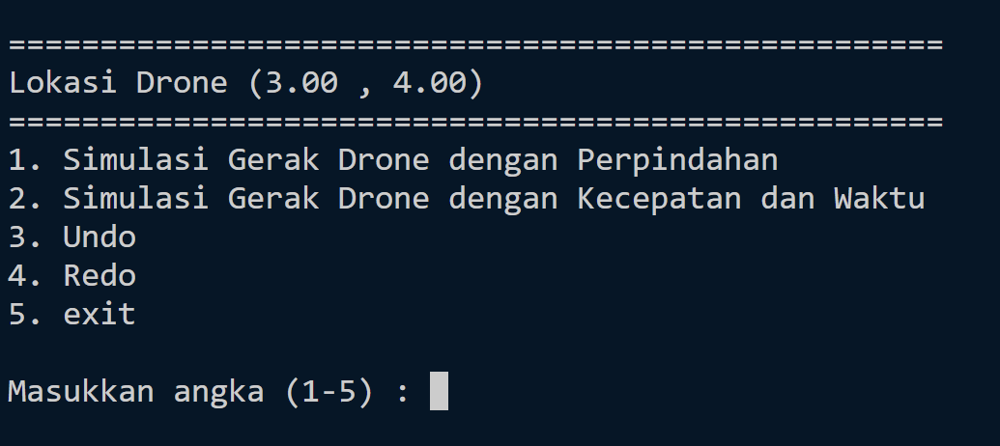 ===================================================
Lokasi Drone (3.00 , 4.00)
===================================================
1. Simulasi Gerak Drone dengan Perpindahan
2. Simulasi Gerak Drone dengan Kecepatan dan Waktu
3. Undo
4. Redo
5. exit
Masukkan angka (1-5) :